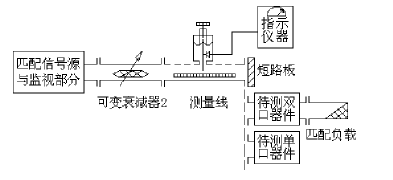 指示
仪器
匹配信号源
与监视部分
可变衰减器2
测量线
短路板
待测双
口器件
匹配负载
待测单
口器件